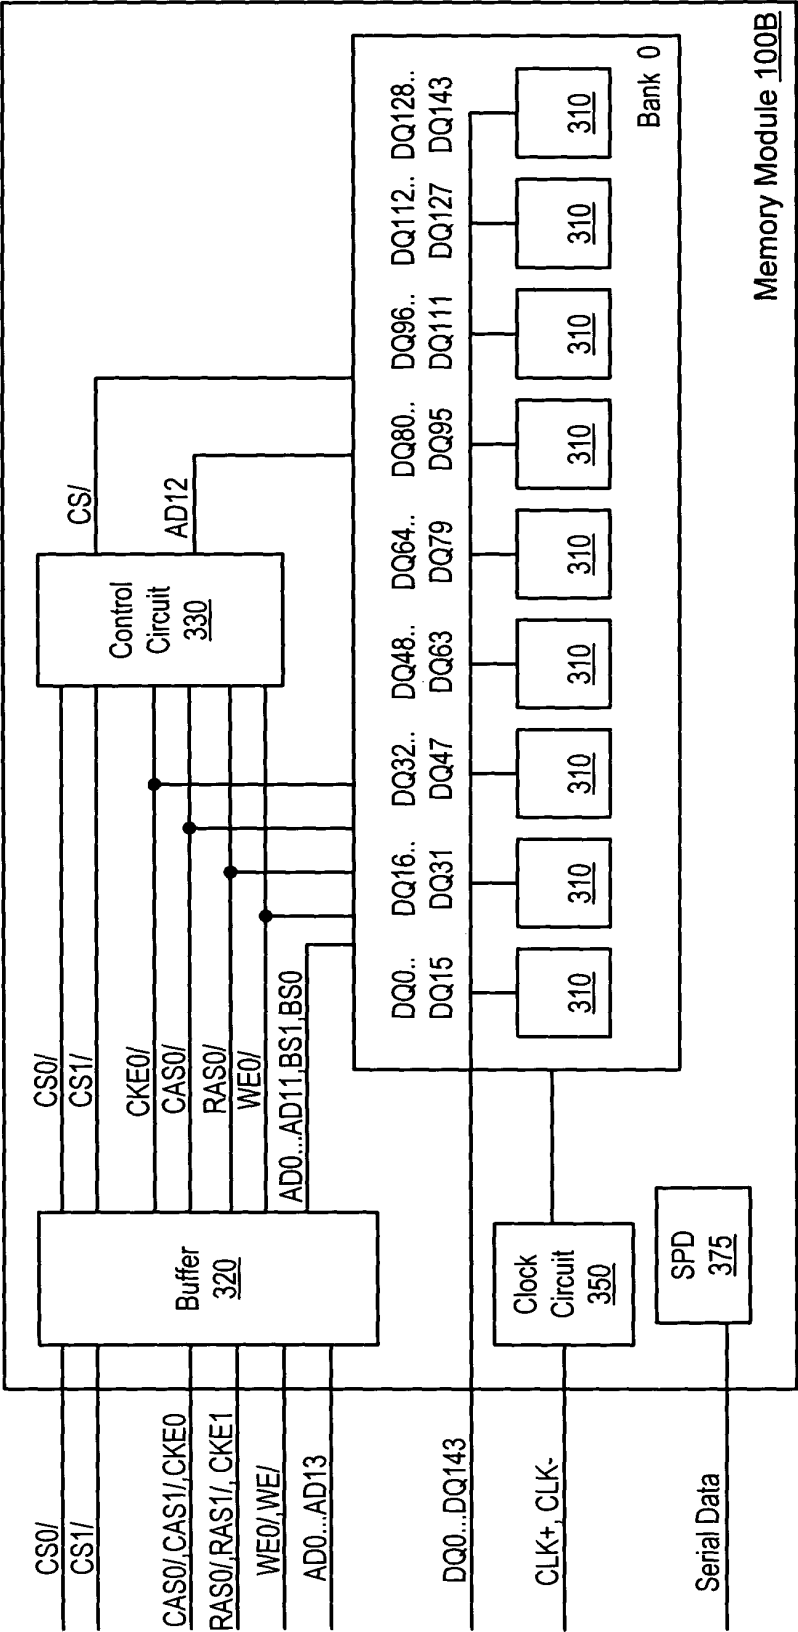 CS0/
CS1/
CAS0/,CAS1/,CKE0
RAS0/,RAS1/, CKE1
WE0/,WE/
AD0...AD13
DQ0...DQ143
CLK+, CLK-
Serial Data
Buffer
320
CS0/
CS1/
CKE0/
CAS0/
RAS0/
WE0/
AD0...AD11,BS1,BS0
Control
Circuit
330
CS/
AD12
DQ0..
DQ15
DQ16..
DQ31
DQ32..
DQ47
DQ48..
DQ63
DQ64..
DQ79
DQ80..
DQ95
DQ96..
DQ111
DQ112..
DQ127
DQ128..
DQ143
310
310
310
310
310
310
310
310
310
Bank 0
Clock
Circuit
350
SPD
375
Memory Module 100B